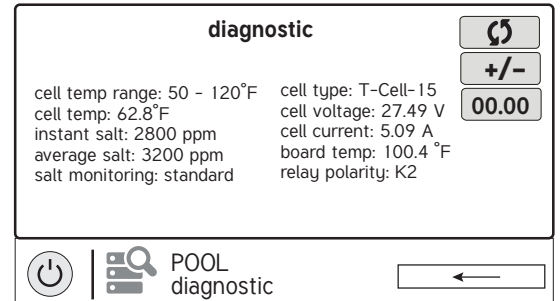 diagnostic
+/-
00.00
cell temp range: 50 - 120°F
cell temp: 62.8°F
instant salt: 2800 ppm
average salt: 3200 ppm
salt monitoring: standard
cell type: T-Cell-15
cell voltage: 27.49 V
cell current: 5.09 A
board temp: 100.4 °F
relay polarity: K2
POOL
diagnostic